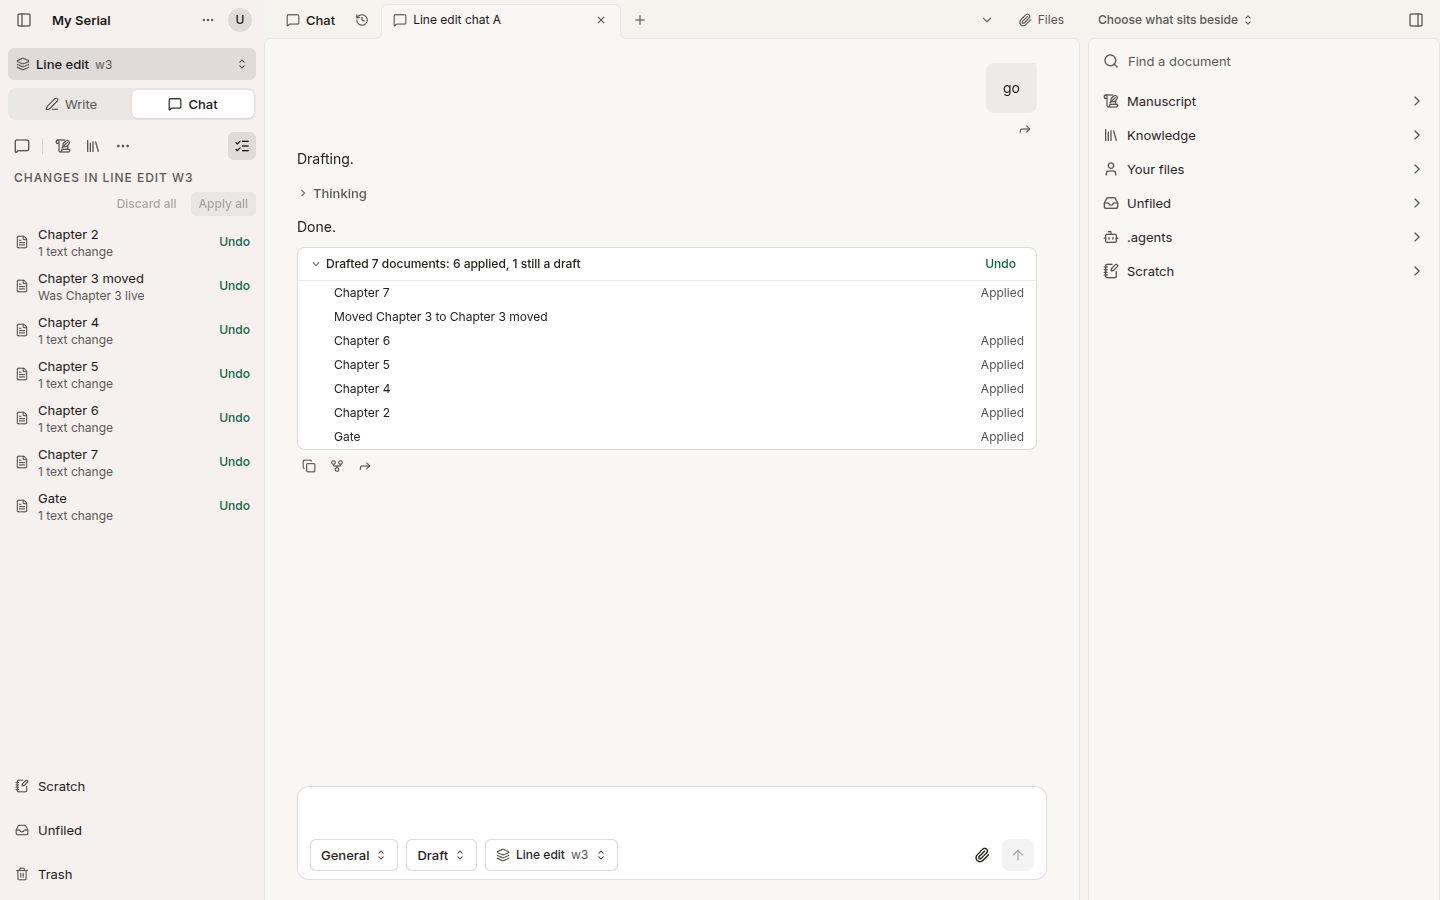 My Serial
U
Line edit w3
Write
Chat
CHANGES IN LINE EDIT W3
Discard all
Apply all
Chapter 2
1 text change
Undo
Chapter 3 moved
Was Chapter 3 live
Undo
Chapter 4
1 text change
Undo
Chapter 5
1 text change
Undo
Chapter 6
1 text change
Undo
Chapter 7
1 text change
Undo
Gate
1 text change
Undo
Scratch
Unfiled
Trash
Chat
Line edit chat A
Files
go
Drafting.
Thinking
Done.
Drafted 7 documents: 6 applied, 1 still a draft
Undo
Chapter 7 Applied
Moved Chapter 3 to Chapter 3 moved
Chapter 6 Applied
Chapter 5 Applied
Chapter 4 Applied
Chapter 2 Applied
Gate Applied
General
Draft
Line edit w3
Choose what sits beside
Find a document
Manuscript
Knowledge
Your files
Unfiled
.agents
Scratch